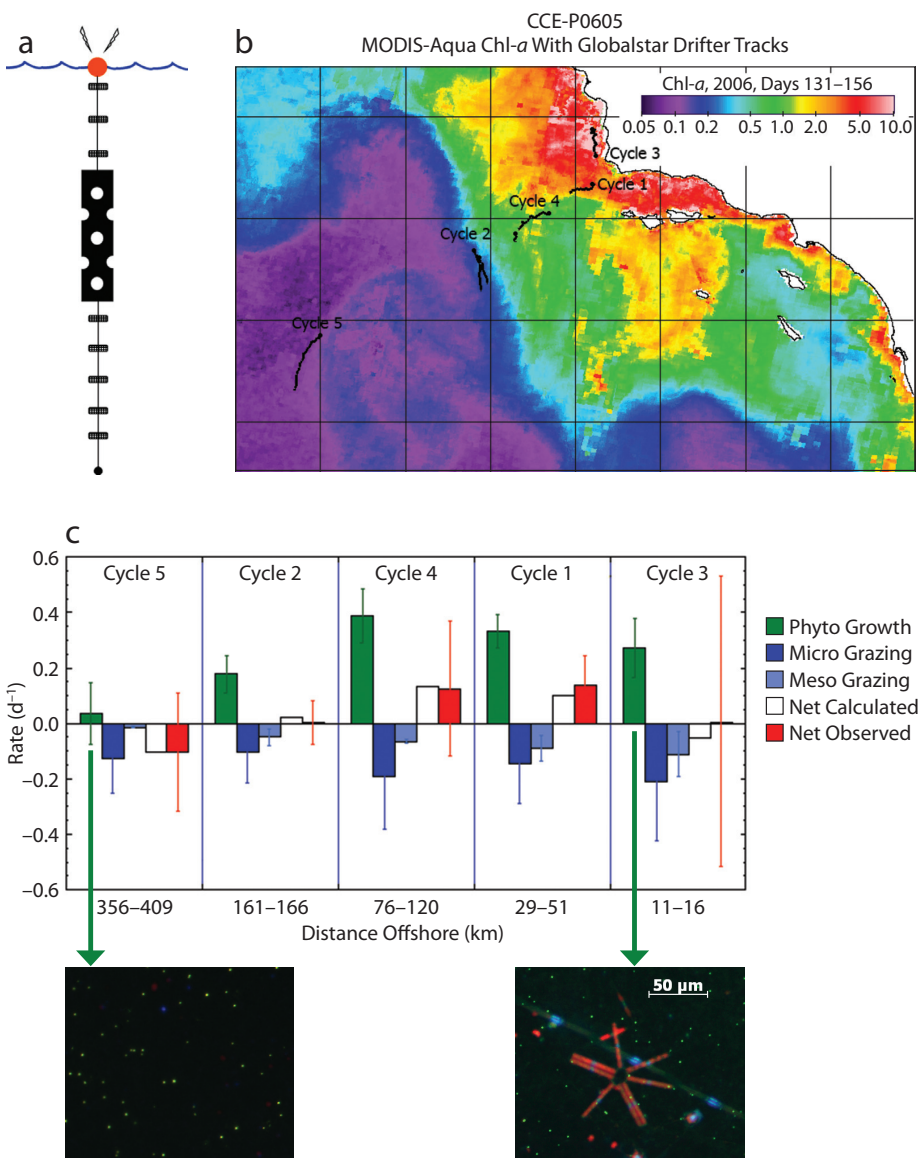 a
b
CCE-P0605
MODIS-Aqua Chl-a With Globalstar Drifter Tracks
Chl-a, 2006, Days 131–156
0.05 0.1 0.2 0.5 1.0 2.0 5.0 10.0
Cycle 3
Cycle 1
Cycle 4
Cycle 2
Cycle 5
c
Cycle 5 Cycle 2 Cycle 4 Cycle 1 Cycle 3
0.6
0.4
0.2
0.0
−0.2
−0.4
−0.6
Rate (d⁻¹)
Phyto Growth
Micro Grazing
Meso Grazing
Net Calculated
Net Observed
356–409 161–166 76–120 29–51 11–16
Distance Offshore (km)
50 µm